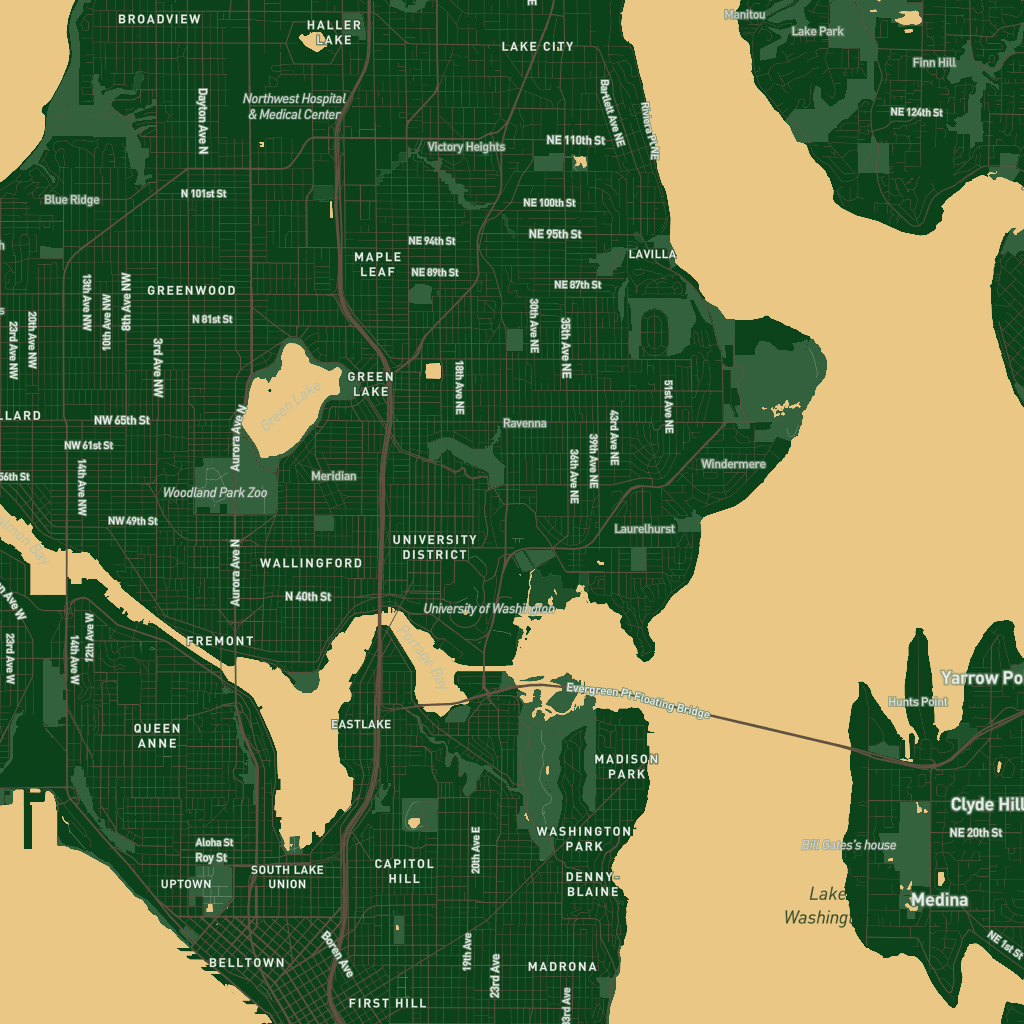 BROADVIEW
HALLER
LAKE
LAKE CITY
Manitou
Lake Park
Finn Hill
Northwest Hospital
& Medical Center
Dayton Ave N
Bartlett Ave NE
Riviera Pl NE
NE 124th St
Victory Heights
NE 110th St
Blue Ridge
N 101st St
NE 100th St
NE 95th St
NE 94th St
MAPLE
LEAF
NE 89th St
LAVILLA
NE 87th St
GREENWOOD
13th Ave NW
10th Ave NW
8th Ave NW
20th Ave NW
23rd Ave NW
N 81st St
3rd Ave NW
30th Ave NE
35th Ave NE
GREEN
LAKE
Green Lake
18th Ave NE
51st Ave NE
LLARD
NW 65th St
Aurora Ave N
NW 61st St
Ravenna
43rd Ave NE
39th Ave NE
36th Ave NE
Windermere
56th St
14th Ave NW
Meridian
Woodland Park Zoo
NW 49th St
Laurelhurst
UNIVERSITY
DISTRICT
WALLINGFORD
Aurora Ave N
N 40th St
University of Washington
12th Ave W
14th Ave W
23rd Ave W
FREMONT
Portage Bay
Evergreen Pt Floating Bridge
Yarrow Poi
Hunts Point
QUEEN
ANNE
EASTLAKE
MADISON
PARK
Clyde Hill
NE 20th St
WASHINGTON
PARK
Aloha St
Roy St
20th Ave E
Bill Gates's house
UPTOWN
SOUTH LAKE
UNION
CAPITOL
HILL
DENNY-
BLAINE
Lake
Washingt
Medina
BELLTOWN
Boren Ave
19th Ave
23rd Ave
MADRONA
NE 1st St
FIRST HILL
33rd Ave